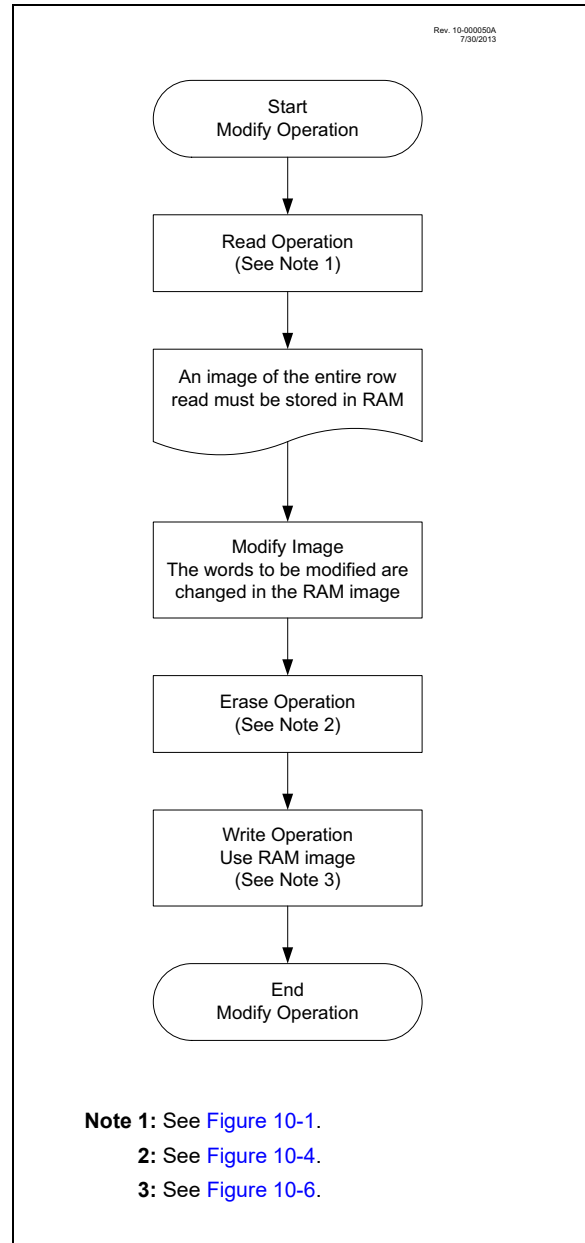 Rev. 10-000050A
7/30/2013
Start
Modify Operation
Read Operation
(See Note 1)
An image of the entire row
read must be stored in RAM
Modify Image
The words to be modified are
changed in the RAM image
Erase Operation
(See Note 2)
Write Operation
Use RAM image
(See Note 3)
End
Modify Operation
Note 1: See Figure 10-1.
2: See Figure 10-4.
3: See Figure 10-6.